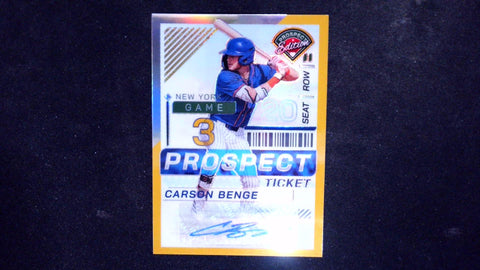 PROSPECT
Edition
ROW
SEAT
20
NEW YORK
GAME
3
PROSPECT
TICKET
CARSON BENGE